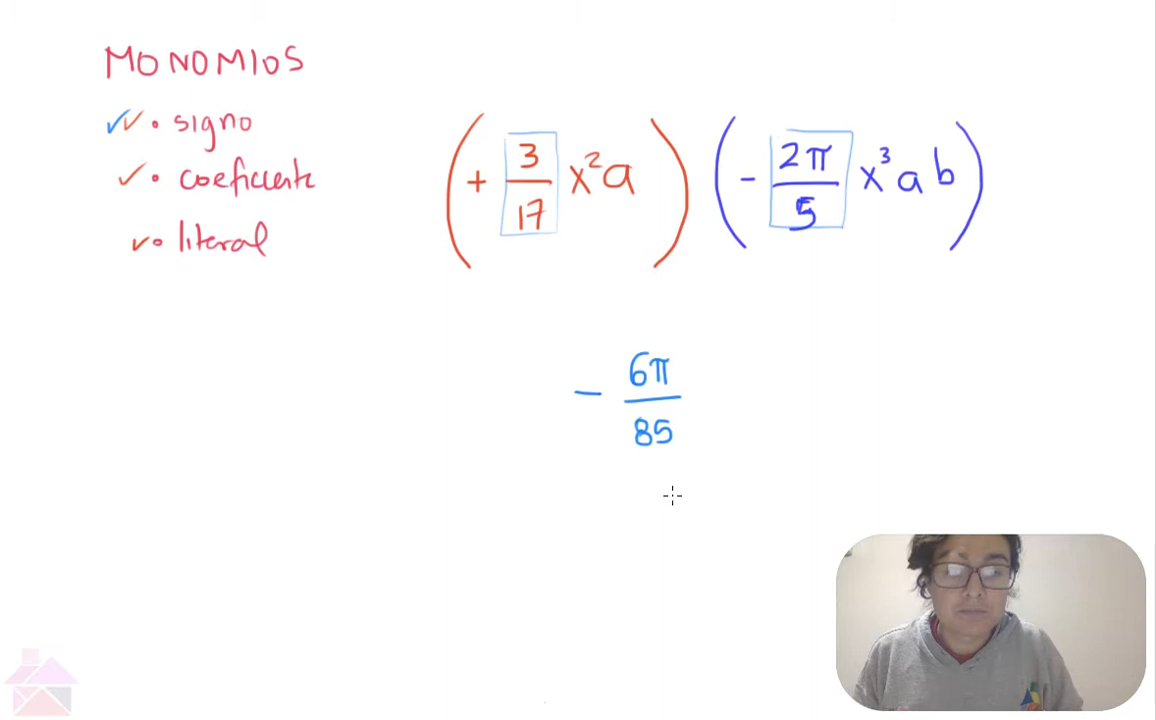 MONOMIOS
• signo
• coeficiente
• literal
(+ 3/17 x²a) (- 2π/5 x³ab)
- 6π/85